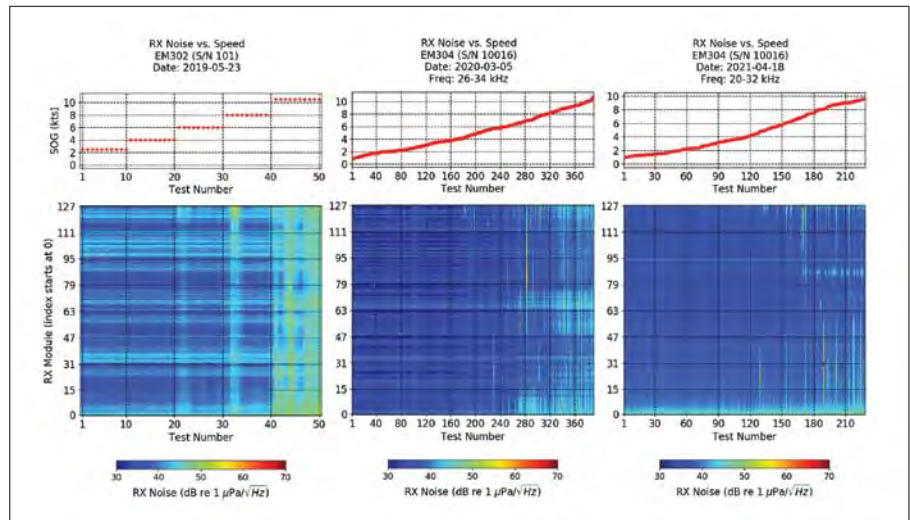 RX Noise vs. Speed
EM302 (S/N 101)
Date: 2019-05-23
RX Noise vs. Speed
EM304 (S/N 10016)
Date: 2020-03-05
Freq: 26-34 kHz
RX Noise vs. Speed
EM304 (S/N 10016)
Date: 2021-04-18
Freq: 20-32 kHz
SOG (kts)
10
8
6
4
2
0
1 10 20 30 40 50
Test Number
10
8
6
4
2
0
1 40 80 120 160 200 240 280 320 360
Test Number
10
8
6
4
2
0
1 30 60 90 120 150 180 210
Test Number
RX Module (index starts at 0)
127
111
95
79
63
47
31
15
0
1 10 20 30 40 50
Test Number
127
111
95
79
63
47
31
15
0
1 40 80 120 160 200 240 280 320 360
Test Number
127
111
95
79
63
47
31
15
0
1 30 60 90 120 150 180 210
Test Number
30 40 50 60 70
RX Noise (dB re 1 μPa/√Hz)
30 40 50 60 70
RX Noise (dB re 1 μPa/√Hz)
30 40 50 60 70
RX Noise (dB re 1 μPa/√Hz)